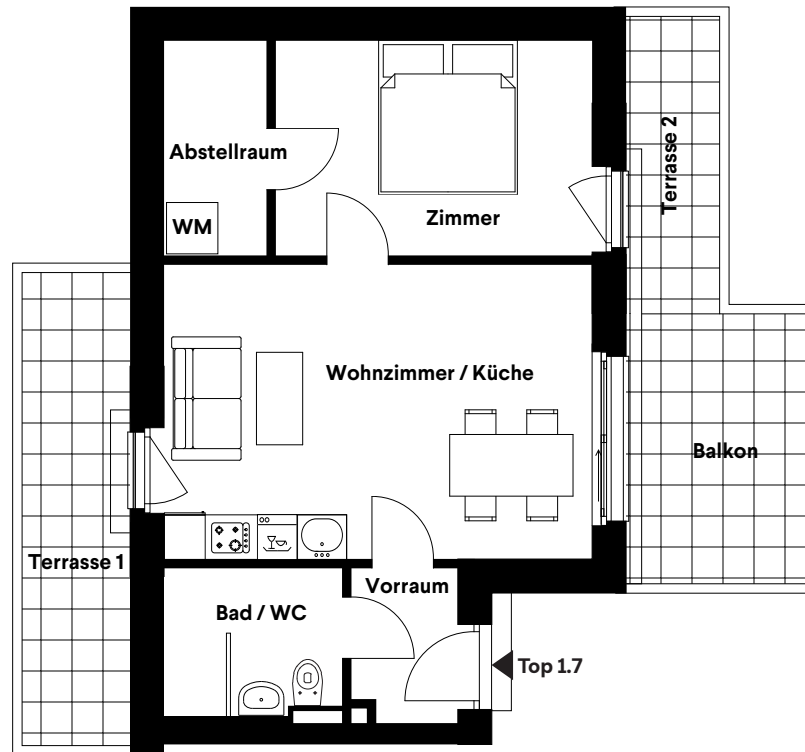 Abstellraum
Terrasse 2
WM
Zimmer
Wohnzimmer / Küche
Balkon
Terrasse 1
Vorraum
Bad / WC
Top 1.7